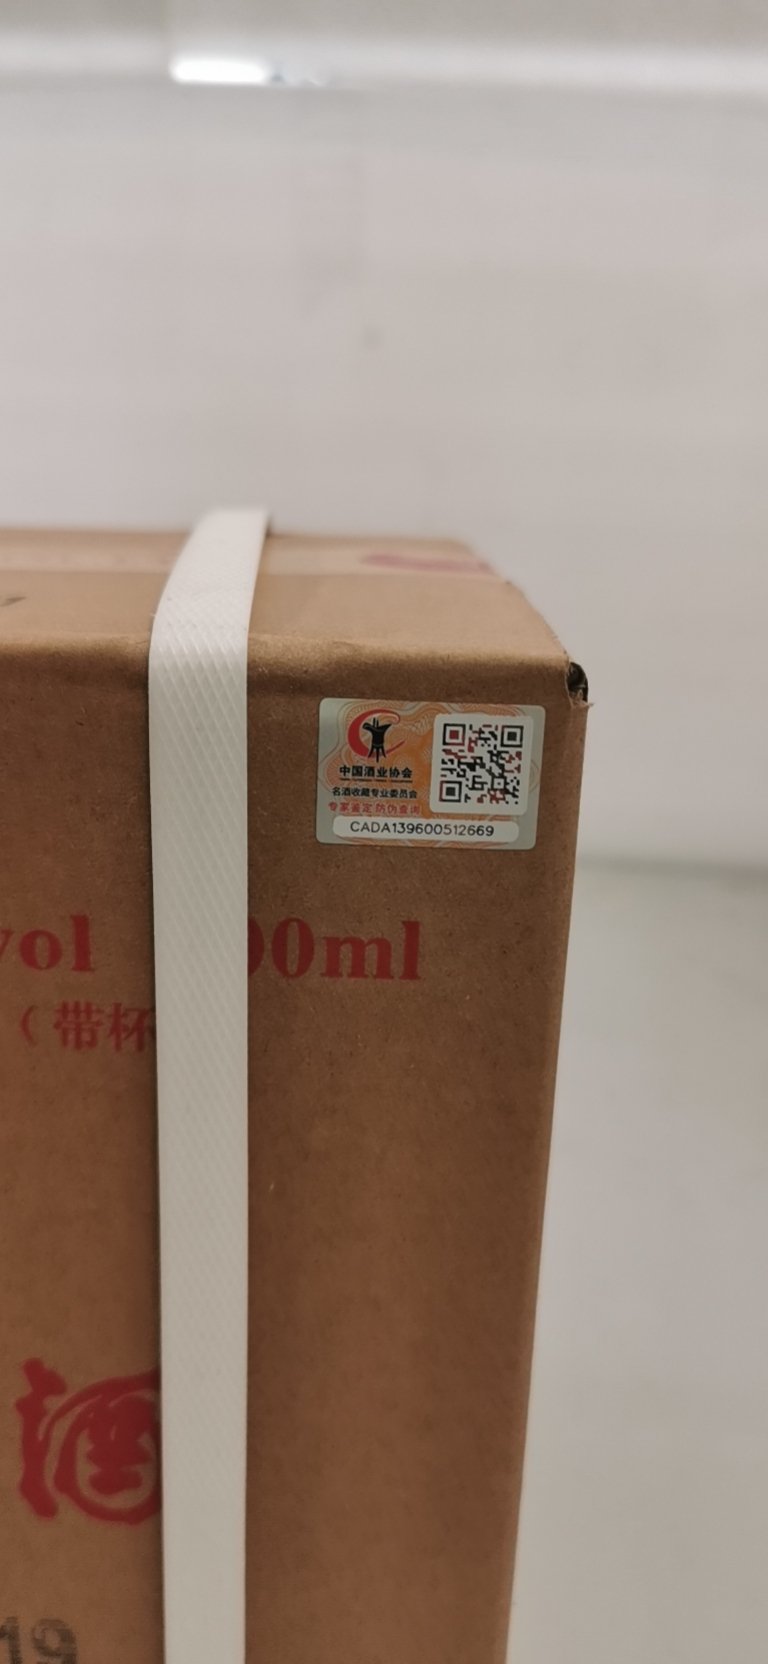 中国酒业协会
名酒收藏专业委员会
专家鉴定 防伪查询
CADA139600512669
vol 00ml
（带杯
酒
19